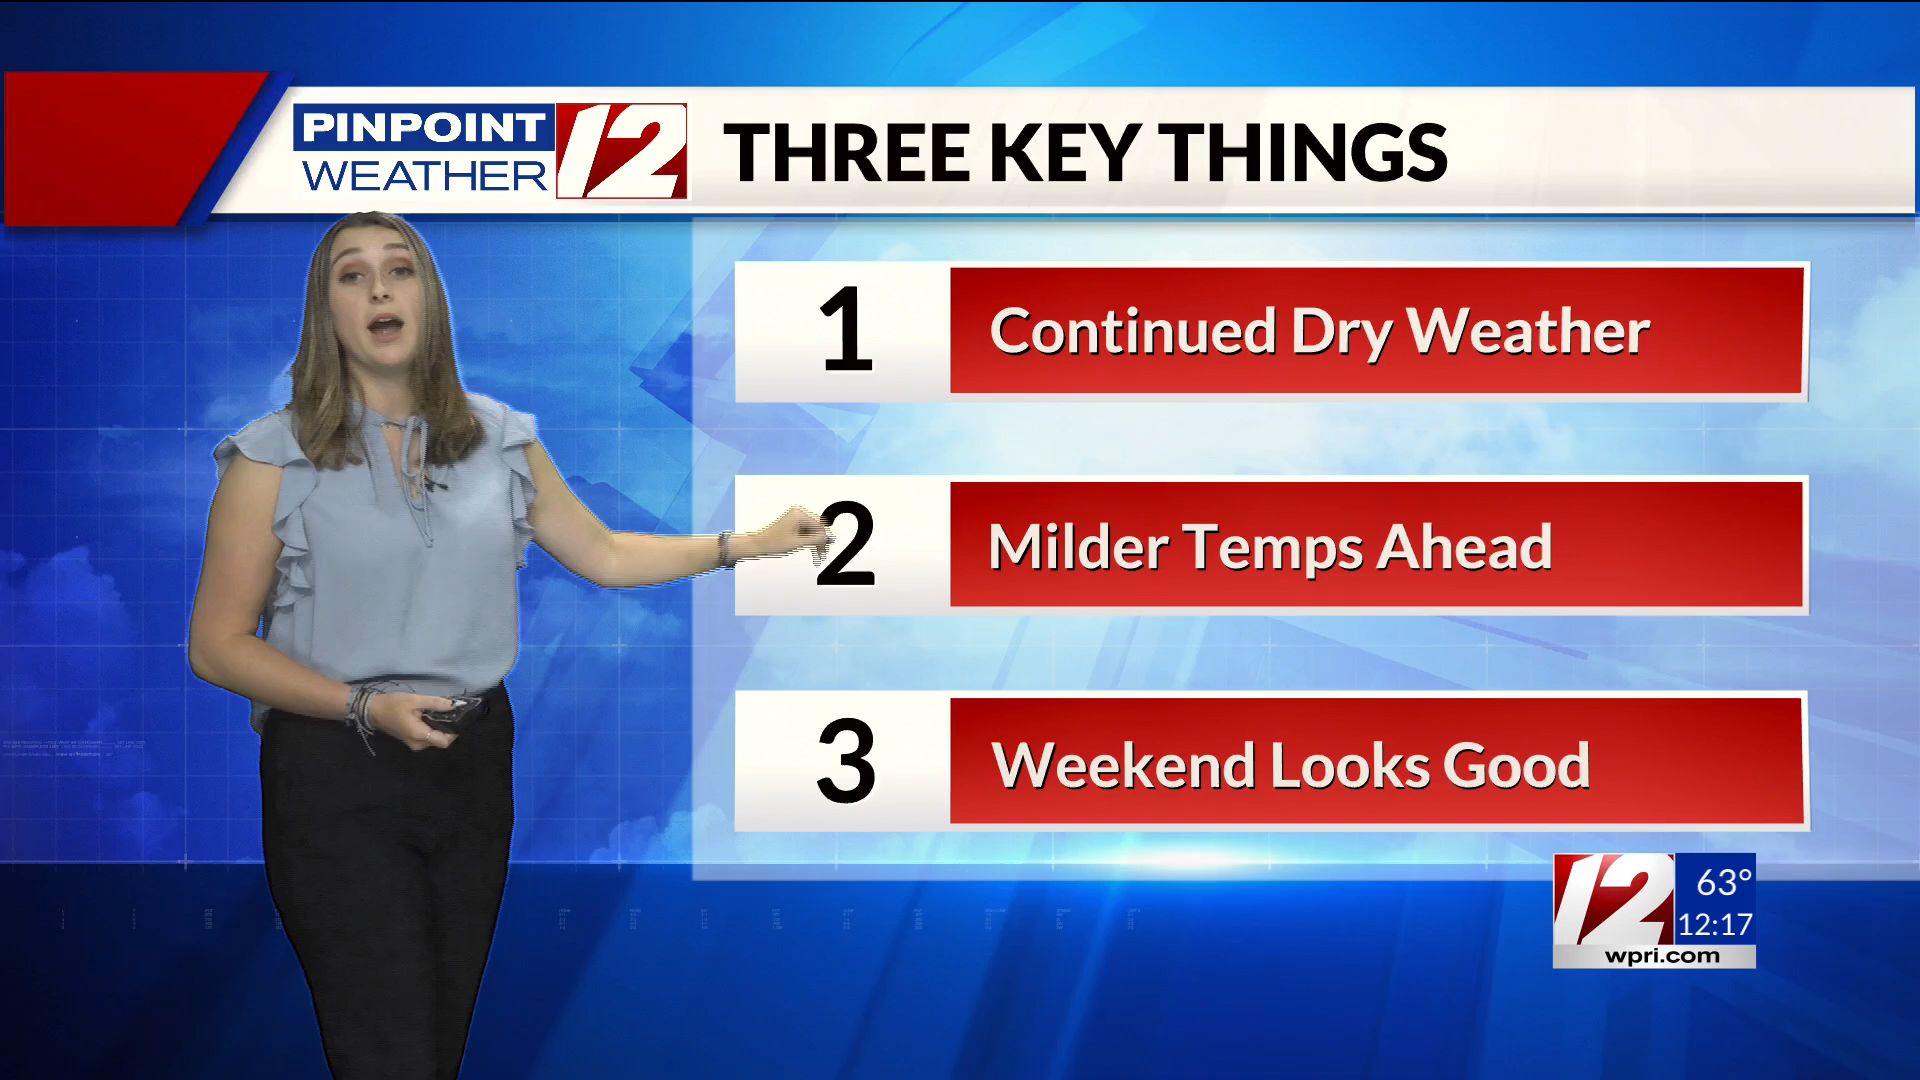 PINPOINT
WEATHER
12
THREE KEY THINGS
1
Continued Dry Weather
2
Milder Temps Ahead
3
Weekend Looks Good
12
63°
12:17
wpri.com